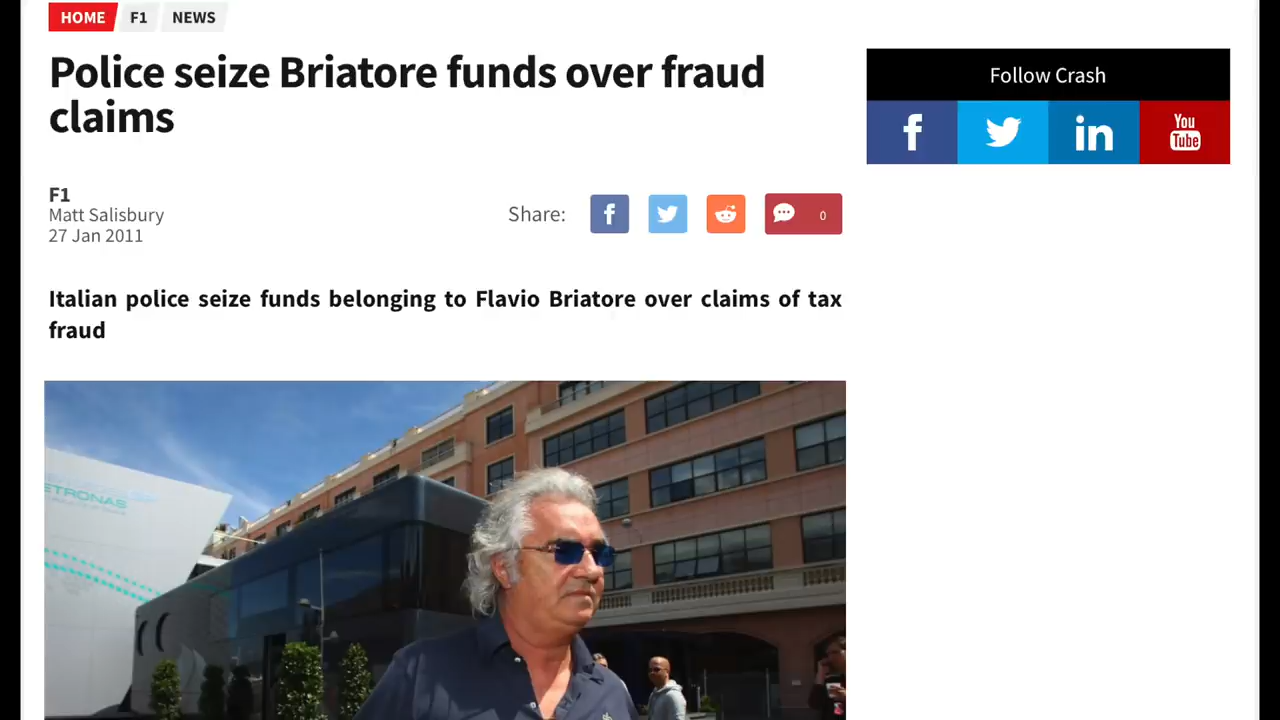 HOME F1 NEWS
Police seize Briatore funds over fraud
claims
Follow Crash
You
Tube
F1
Matt Salisbury
27 Jan 2011
Share:
0
Italian police seize funds belonging to Flavio Briatore over claims of tax
fraud
ETRONAS